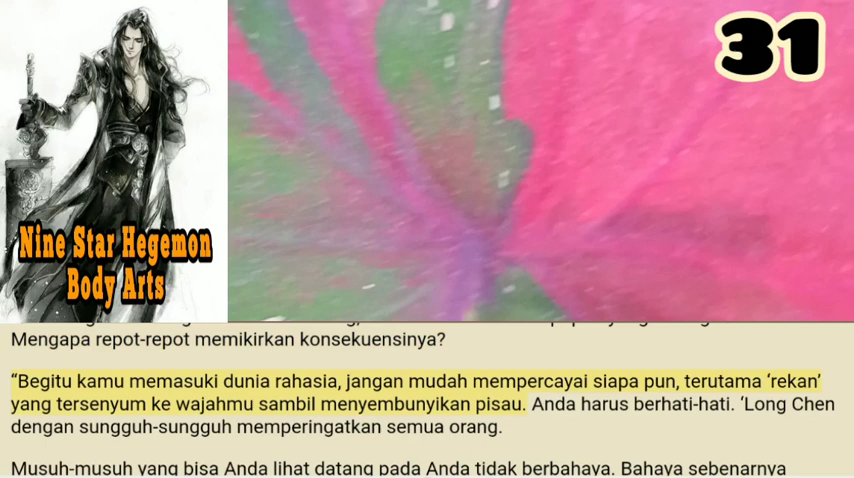 31
Nine Star Hegemon
Body Arts
Mengapa repot-repot memikirkan konsekuensinya?
“Begitu kamu memasuki dunia rahasia, jangan mudah mempercayai siapa pun, terutama ‘rekan’
yang tersenyum ke wajahmu sambil menyembunyikan pisau. Anda harus berhati-hati. ‘Long Chen
dengan sungguh-sungguh memperingatkan semua orang.
Musuh-musuh yang bisa Anda lihat datang pada Anda tidak berbahaya. Bahaya sebenarnya